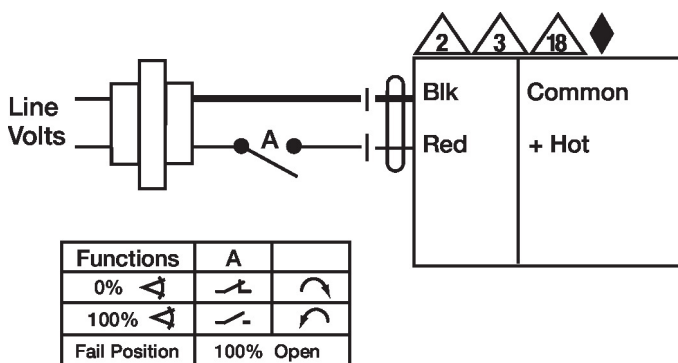 2 3 18
Line
Volts
A
Blk Common
Red + Hot
Functions A
0%
100%
Fail Position 100% Open